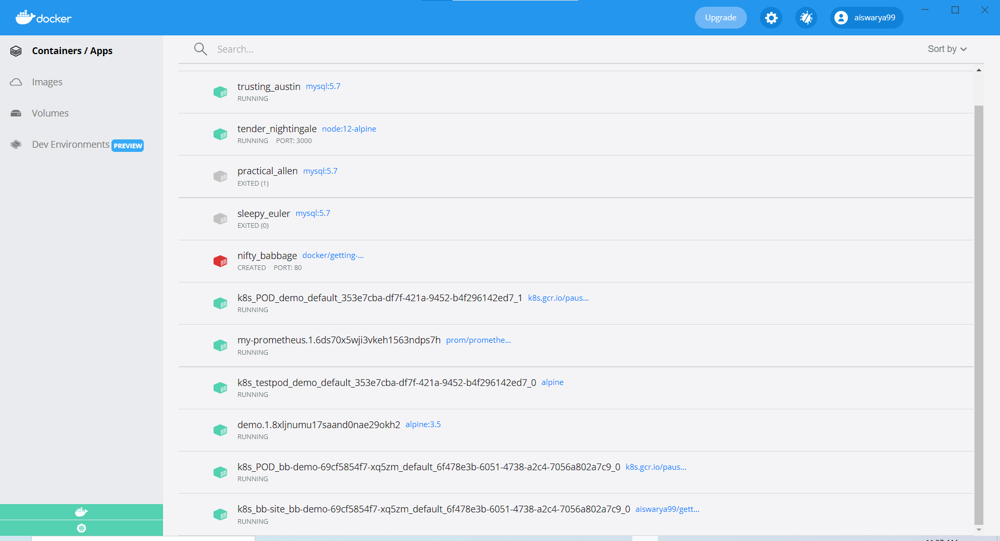 docker
Upgrade
aiswarya99
Containers / Apps
Images
Volumes
Dev Environments PREVIEW
Search...
Sort by
trusting_austin mysql:5.7
RUNNING
tender_nightingale node:12-alpine
RUNNING PORT: 3000
practical_allen mysql:5.7
EXITED (1)
sleepy_euler mysql:5.7
EXITED (0)
nifty_babbage docker/getting-...
CREATED PORT: 80
k8s_POD_demo_default_353e7cba-df7f-421a-9452-b4f296142ed7_1 k8s.gcr.io/paus...
RUNNING
my-prometheus.1.6ds70x5wji3vkeh1563ndps7h prom/promethe...
RUNNING
k8s_testpod_demo_default_353e7cba-df7f-421a-9452-b4f296142ed7_0 alpine
RUNNING
demo.1.8xljnumu17saand0nae29okh2 alpine:3.5
RUNNING
k8s_POD_bb-demo-69cf5854f7-xq5zm_default_6f478e3b-6051-4738-a2c4-7056a802a7c9_0 k8s.gcr.io/paus...
RUNNING
k8s_bb-site_bb-demo-69cf5854f7-xq5zm_default_6f478e3b-6051-4738-a2c4-7056a802a7c9_0 aiswarya99/gett...
RUNNING